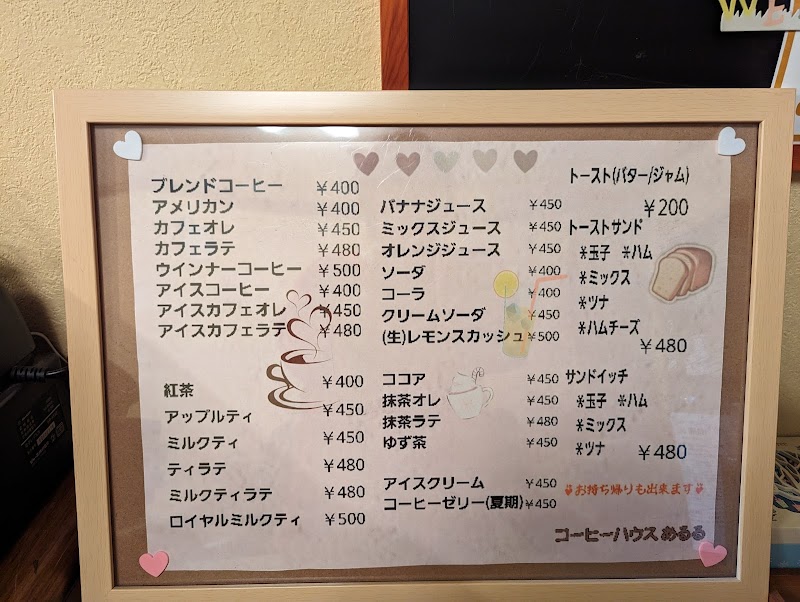 ブレンドコーヒー ¥400
アメリカン ¥400
カフェオレ ¥450
カフェラテ ¥480
ウインナーコーヒー ¥500
アイスコーヒー ¥400
アイスカフェオレ ¥450
アイスカフェラテ ¥480
紅茶 ¥400
アップルティ ¥450
ミルクティ ¥450
ティラテ ¥480
ミルクティラテ ¥480
ロイヤルミルクティ ¥500
バナナジュース ¥450
ミックスジュース ¥450
オレンジジュース ¥450
ソーダ ¥400
コーラ ¥400
クリームソーダ ¥450
(生)レモンスカッシュ ¥500
ココア ¥450
抹茶オレ ¥450
抹茶ラテ ¥480
ゆず茶 ¥450
アイスクリーム ¥450
コーヒーゼリー(夏期) ¥450
トースト(バター/ジャム)
¥200
トーストサンド
*玉子 *ハム
*ミックス
*ツナ
*ハムチーズ
¥480
サンドイッチ
*玉子 *ハム
*ミックス
*ツナ ¥480
お持ち帰りも出来ます
コーヒーハウス あるる